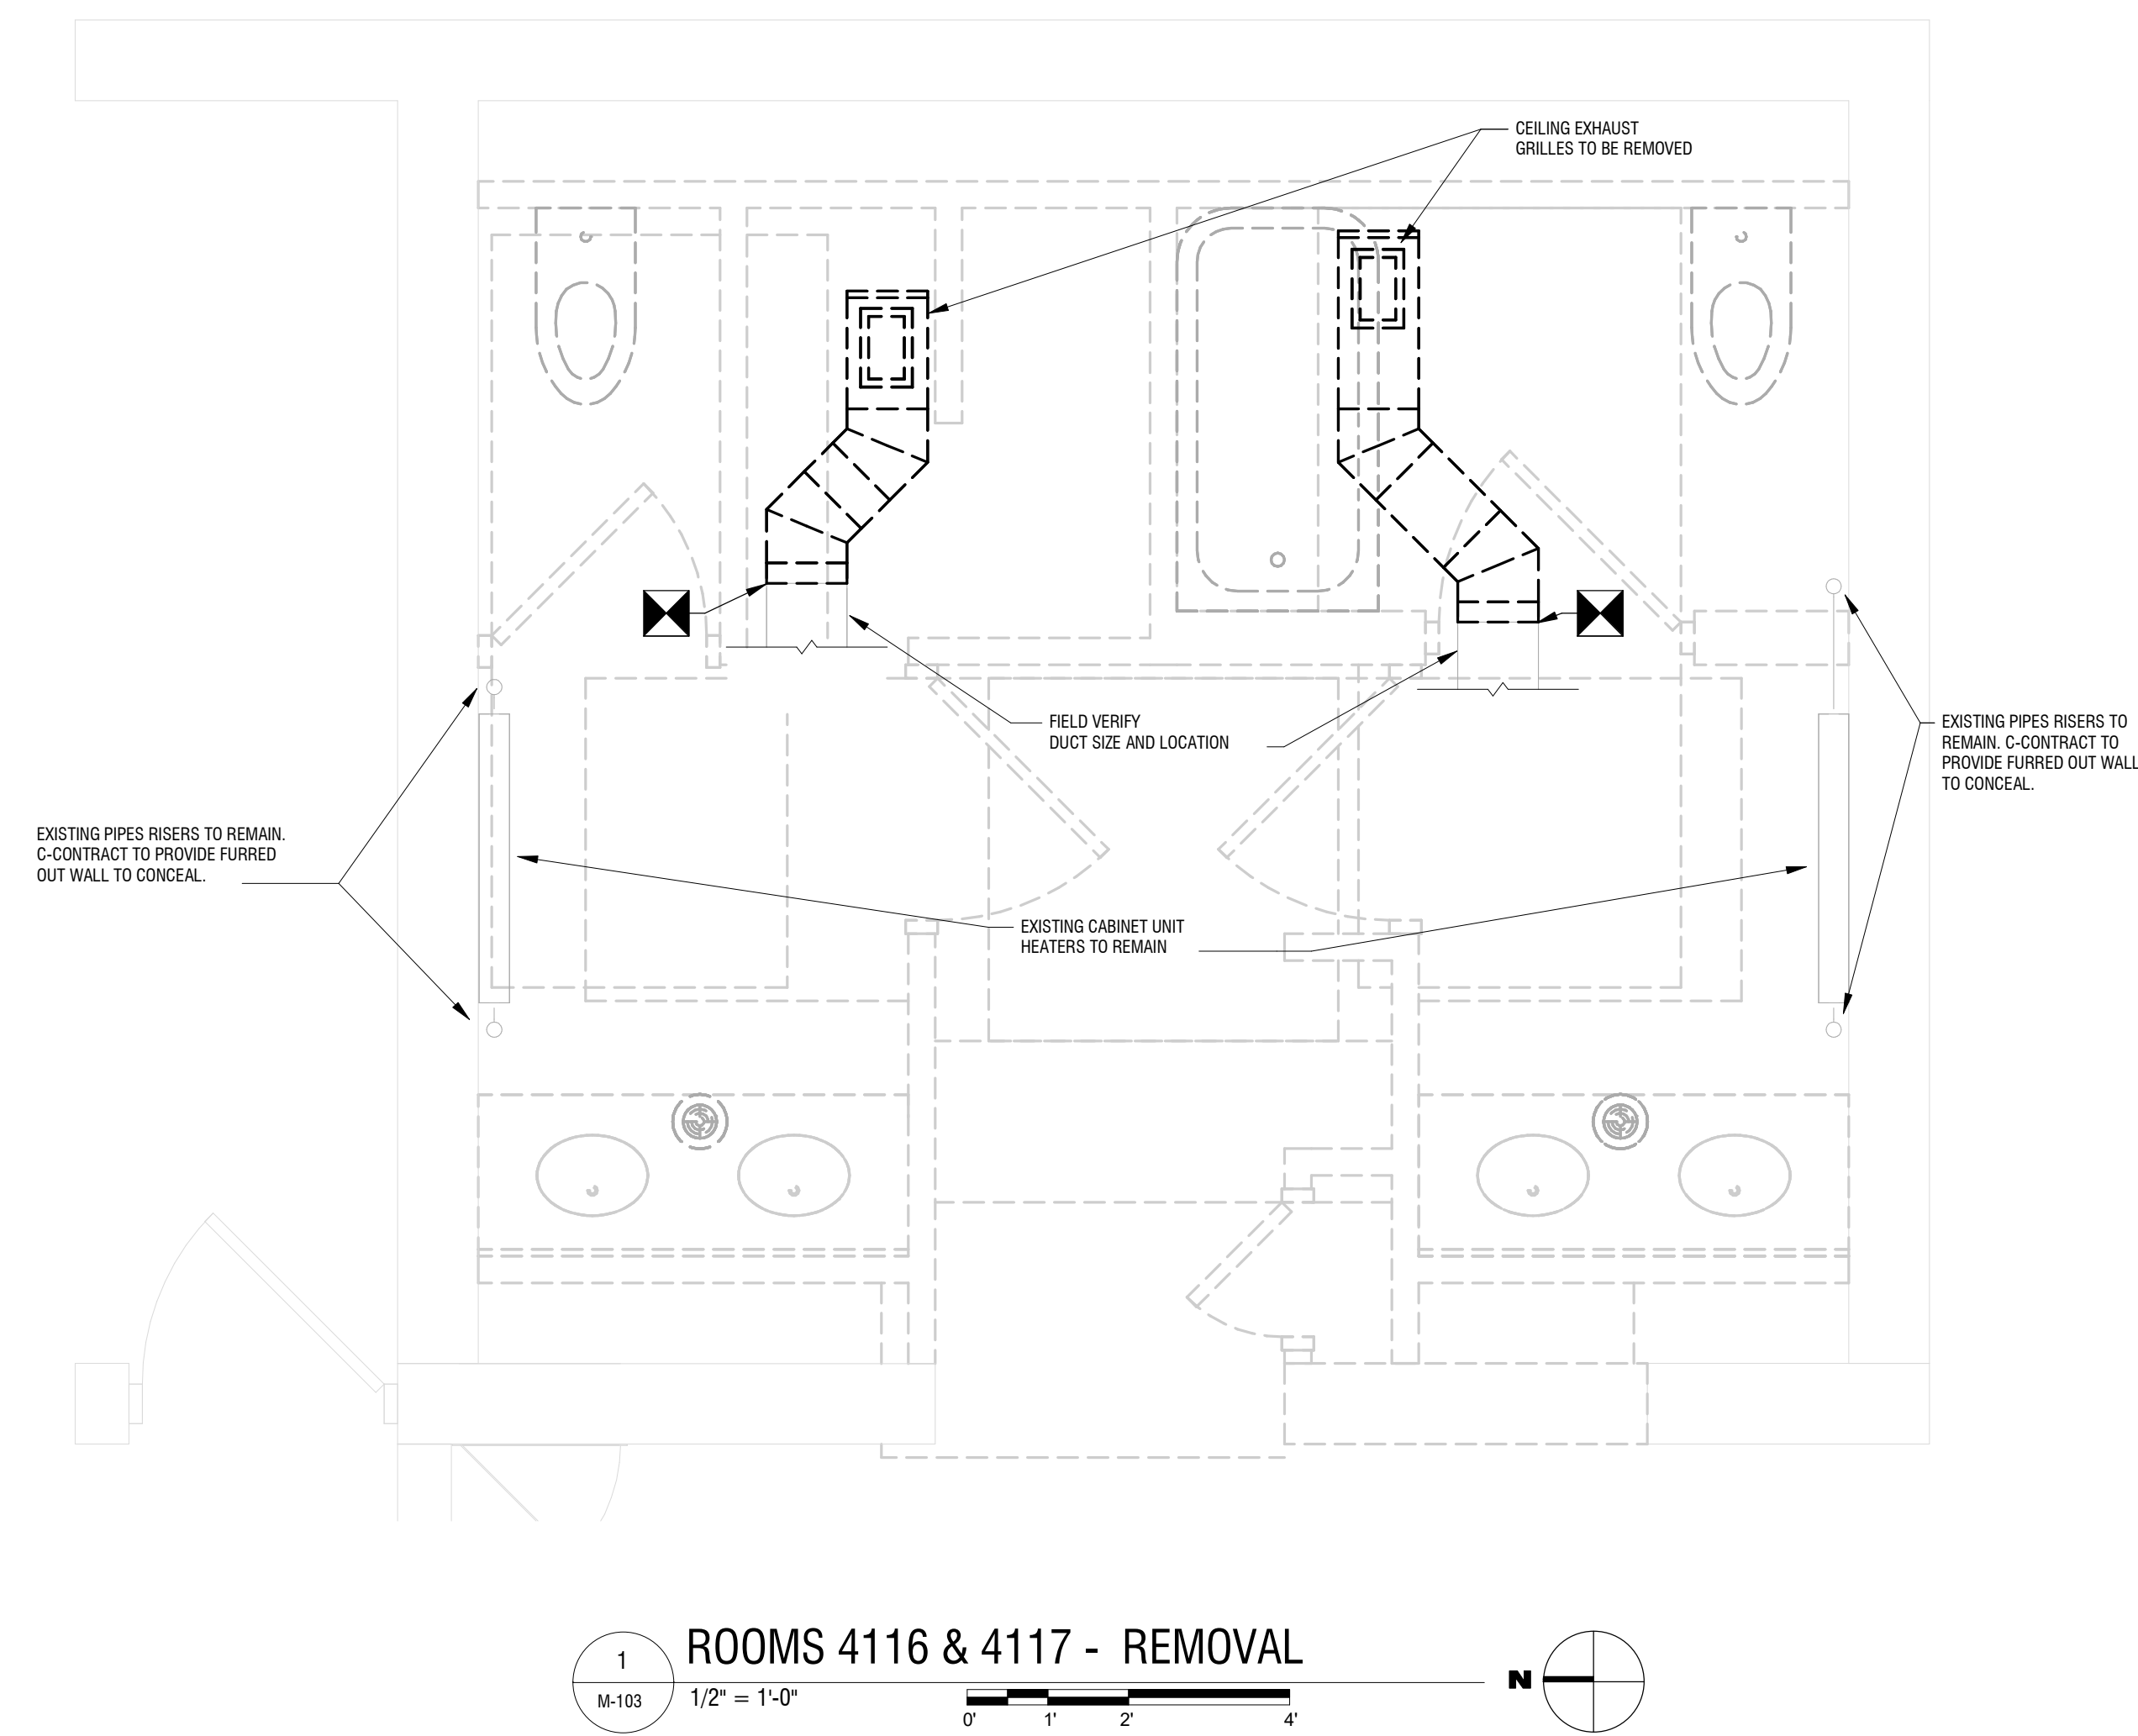 CEILING EXHAUST
GRILLES TO BE REMOVED
FIELD VERIFY
DUCT SIZE AND LOCATION
EXISTING PIPES RISERS TO
REMAIN. C-CONTRACT TO
PROVIDE FURRED OUT WALL
TO CONCEAL.
EXISTING PIPES RISERS TO REMAIN.
C-CONTRACT TO PROVIDE FURRED
OUT WALL TO CONCEAL.
EXISTING CABINET UNIT
HEATERS TO REMAIN
1
M-103
ROOMS 4116 & 4117 - REMOVAL
1/2" = 1'-0"
0' 1' 2' 4'
N